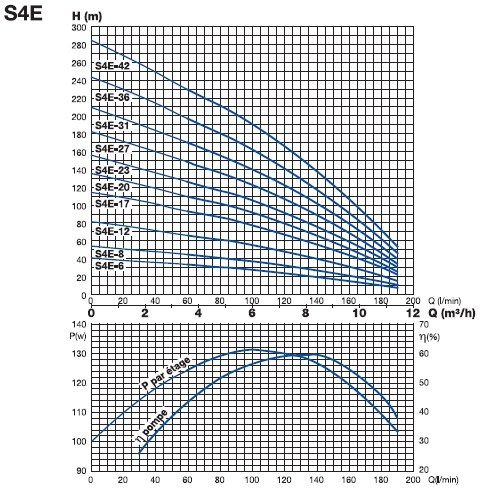 S4E
H (m)
300
280
260
240
220
200
180
160
140
120
100
80
60
40
20
0
S4E-42
S4E-36
S4E-31
S4E-27
S4E-23
S4E-20
S4E-17
S4E-12
S4E-8
S4E-6
0 20 40 60 80 100 120 140 160 180 200 Q (l/min)
0 2 4 6 8 10 12 Q (m³/h)
140
P(w)
130
120
110
100
90
70
η(%)
60
50
40
30
20
P par étage
η pompe
0 20 40 60 80 100 120 140 160 180 200 Q(l/min)